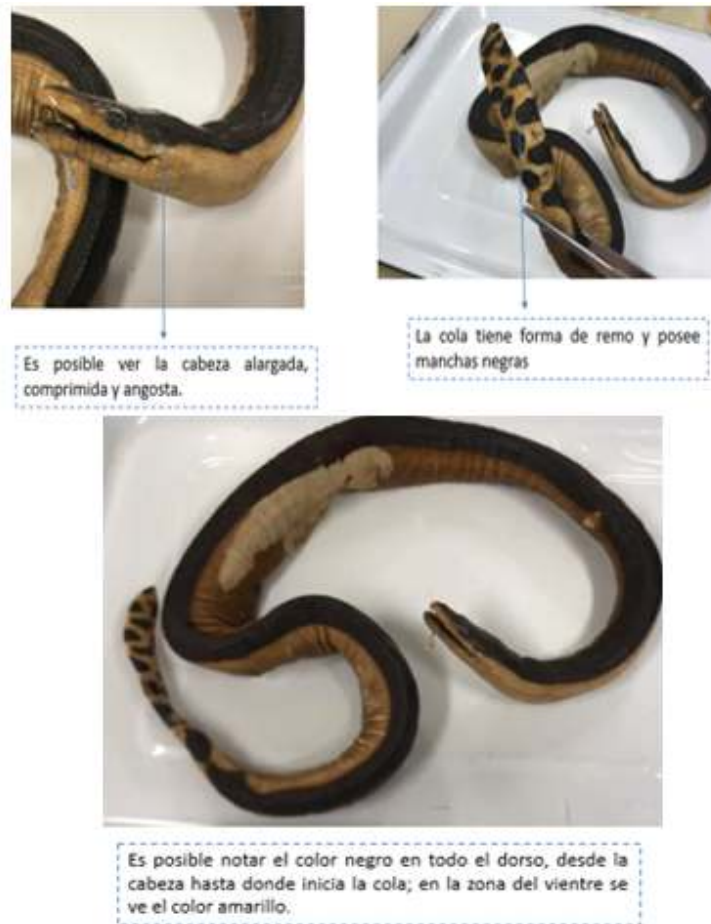 Es posible ver la cabeza alargada,
comprimida y angosta.
La cola tiene forma de remo y posee
manchas negras
Es posible notar el color negro en todo el dorso, desde la
cabeza hasta donde inicia la cola; en la zona del vientre se
ve el color amarillo.